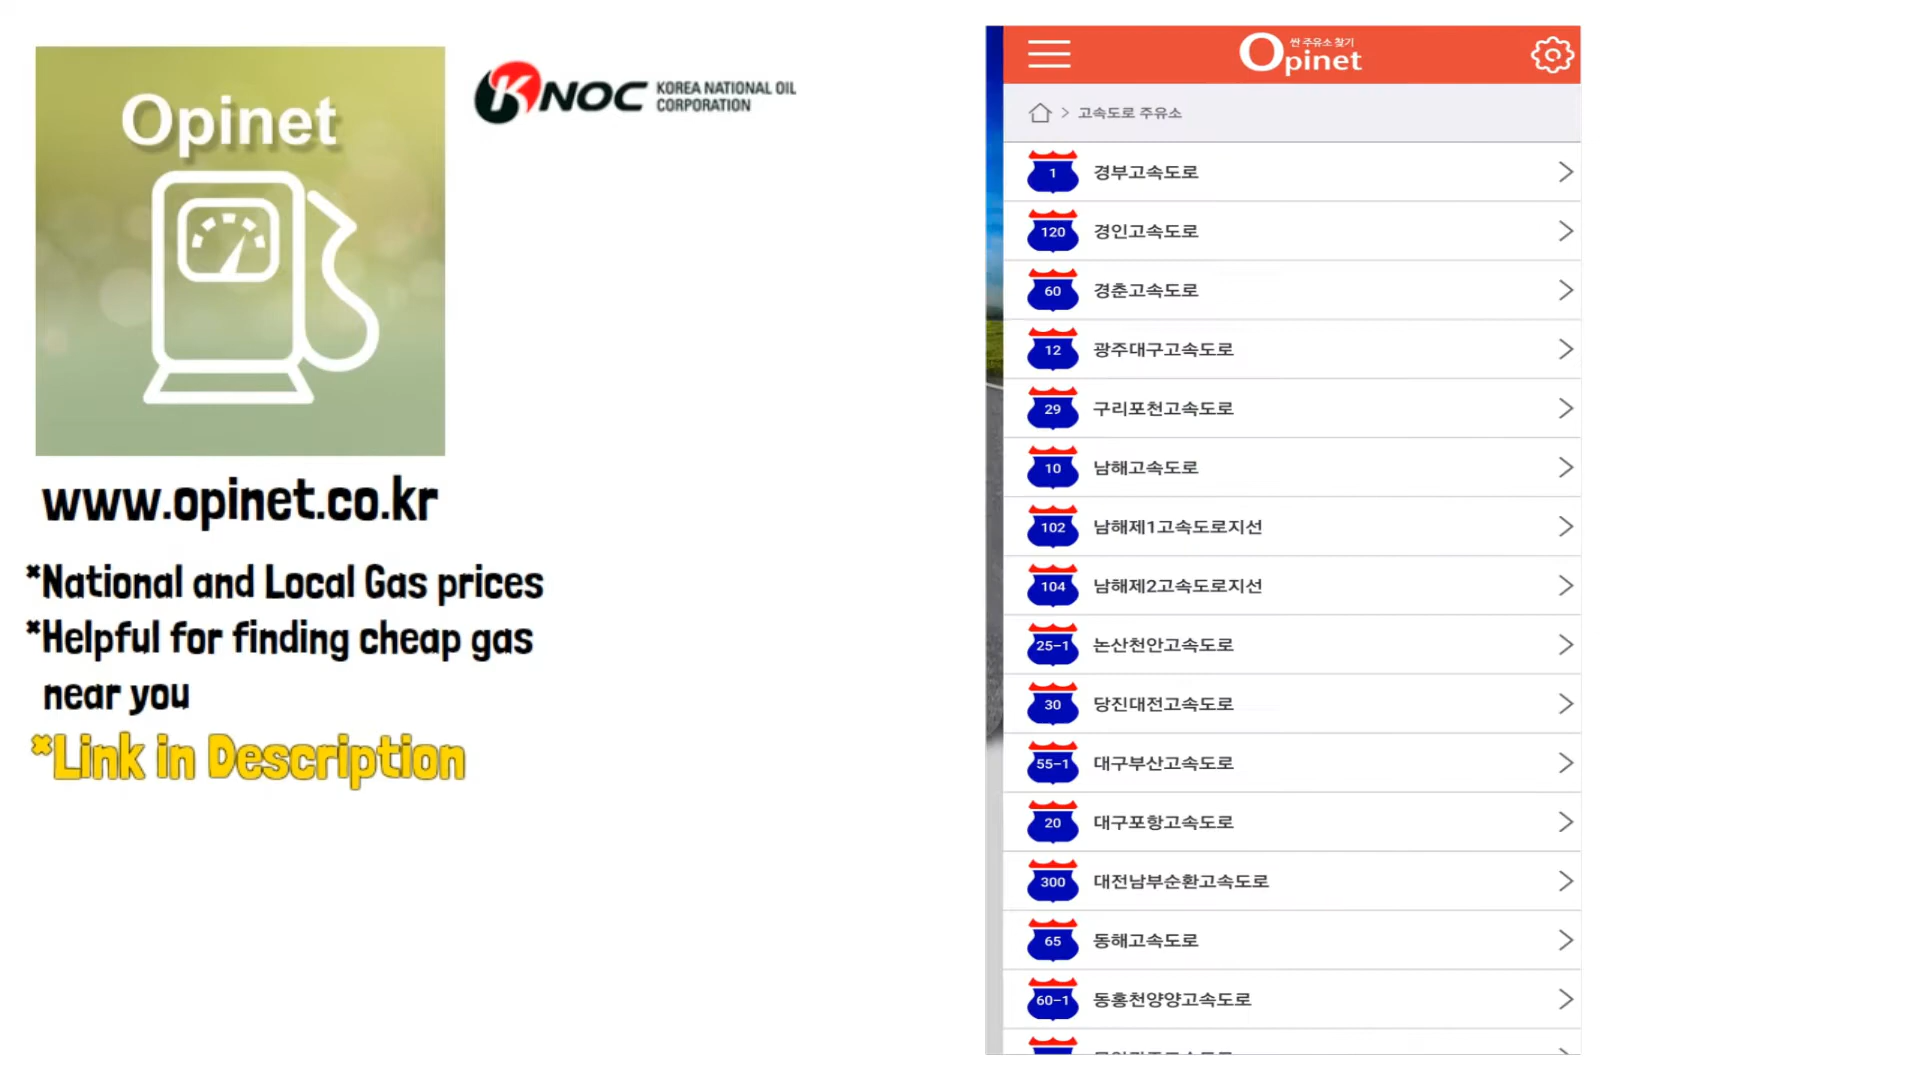 Opinet
KNOC KOREA NATIONAL OIL
CORPORATION
www.opinet.co.kr
*National and Local Gas prices
*Helpful for finding cheap gas
near you
*Link in Description
싼 주유소 찾기
Opinet
> 고속도로 주유소
1 경부고속도로
120 경인고속도로
60 경춘고속도로
12 광주대구고속도로
29 구리포천고속도로
10 남해고속도로
102 남해제1고속도로지선
104 남해제2고속도로지선
25-1 논산천안고속도로
30 당진대전고속도로
55-1 대구부산고속도로
20 대구포항고속도로
300 대전남부순환고속도로
65 동해고속도로
60-1 동홍천양양고속도로